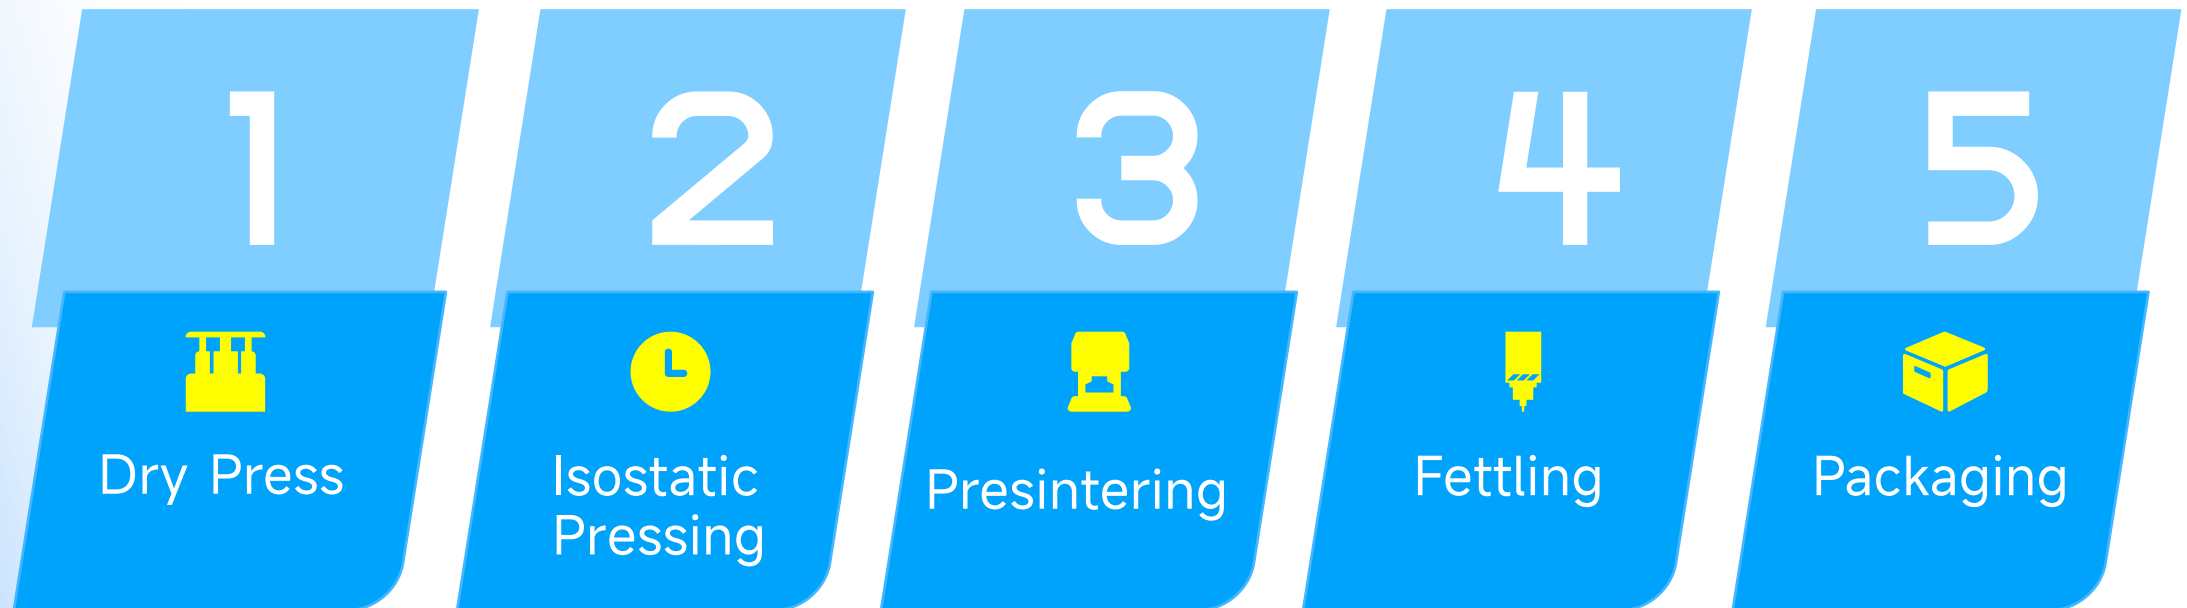 1
2
3
4
5
Dry Press
Isostatic
Pressing
Presintering
Fettling
Packaging